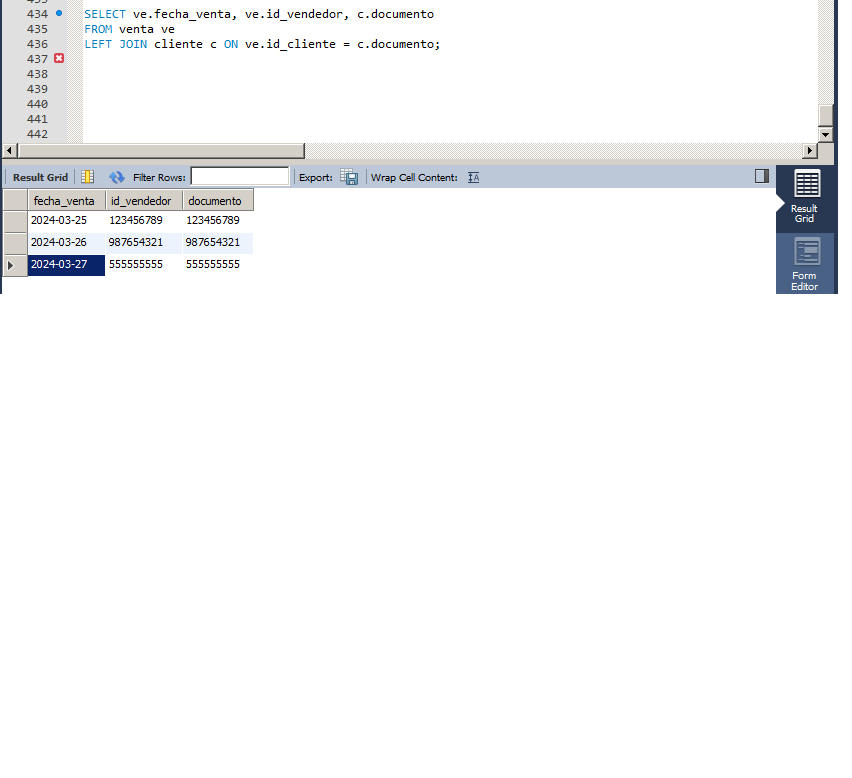 434 SELECT ve.fecha_venta, ve.id_vendedor, c.documento
435 FROM venta ve
436 LEFT JOIN cliente c ON ve.id_cliente = c.documento;
437
438
439
440
441
442
Result Grid Filter Rows: Export: Wrap Cell Content:
Result
Grid
Form
Editor
fecha_venta id_vendedor documento
2024-03-25 123456789 123456789
2024-03-26 987654321 987654321
2024-03-27 555555555 555555555